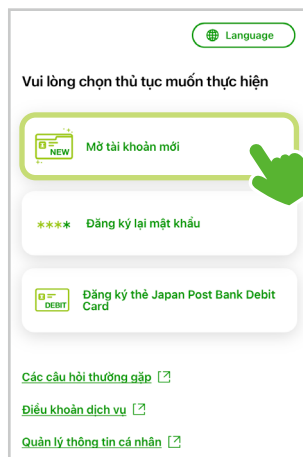 Language
Vui lòng chọn thủ tục muốn thực hiện
NEW
Mở tài khoản mới
****
Đăng ký lại mật khẩu
DEBIT
Đăng ký thẻ Japan Post Bank Debit
Card
Các câu hỏi thường gặp
Điều khoản dịch vụ
Quản lý thông tin cá nhân